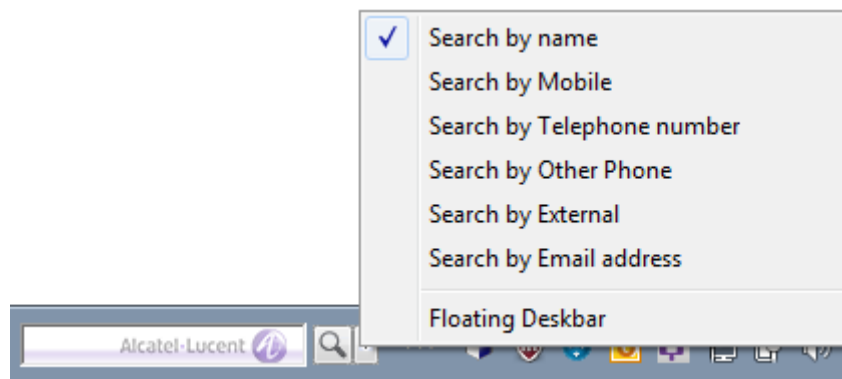 Search by name
Search by Mobile
Search by Telephone number
Search by Other Phone
Search by External
Search by Email address
Floating Deskbar
Alcatel·Lucent